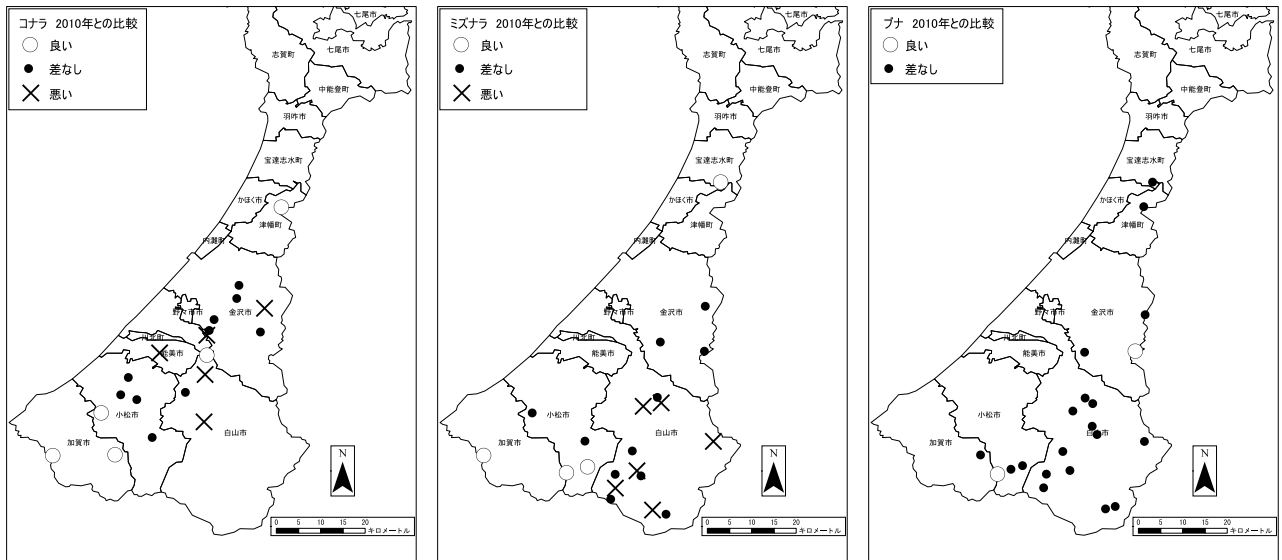 コナラ 2010年との比較
良い
差なし
悪い
七尾市
七尾市
志賀町
中能登町
羽咋市
宝達志水町
かほく市
津幡町
内灘町
野々市市
金沢市
川北町
能美市
小松市
白山市
加賀市
N
0 5 10 15 20
キロメートル
ミズナラ 2010年との比較
良い
差なし
悪い
七尾市
七尾市
志賀町
中能登町
羽咋市
宝達志水町
かほく市
津幡町
内灘町
野々市市
金沢市
川北町
能美市
小松市
白山市
加賀市
N
0 5 10 15 20
キロメートル
ブナ 2010年との比較
良い
差なし
七尾市
七尾市
志賀町
中能登町
羽咋市
宝達志水町
かほく市
津幡町
内灘町
野々市市
金沢市
川北町
能美市
小松市
白山市
加賀市
N
0 5 10 15 20
キロメートル